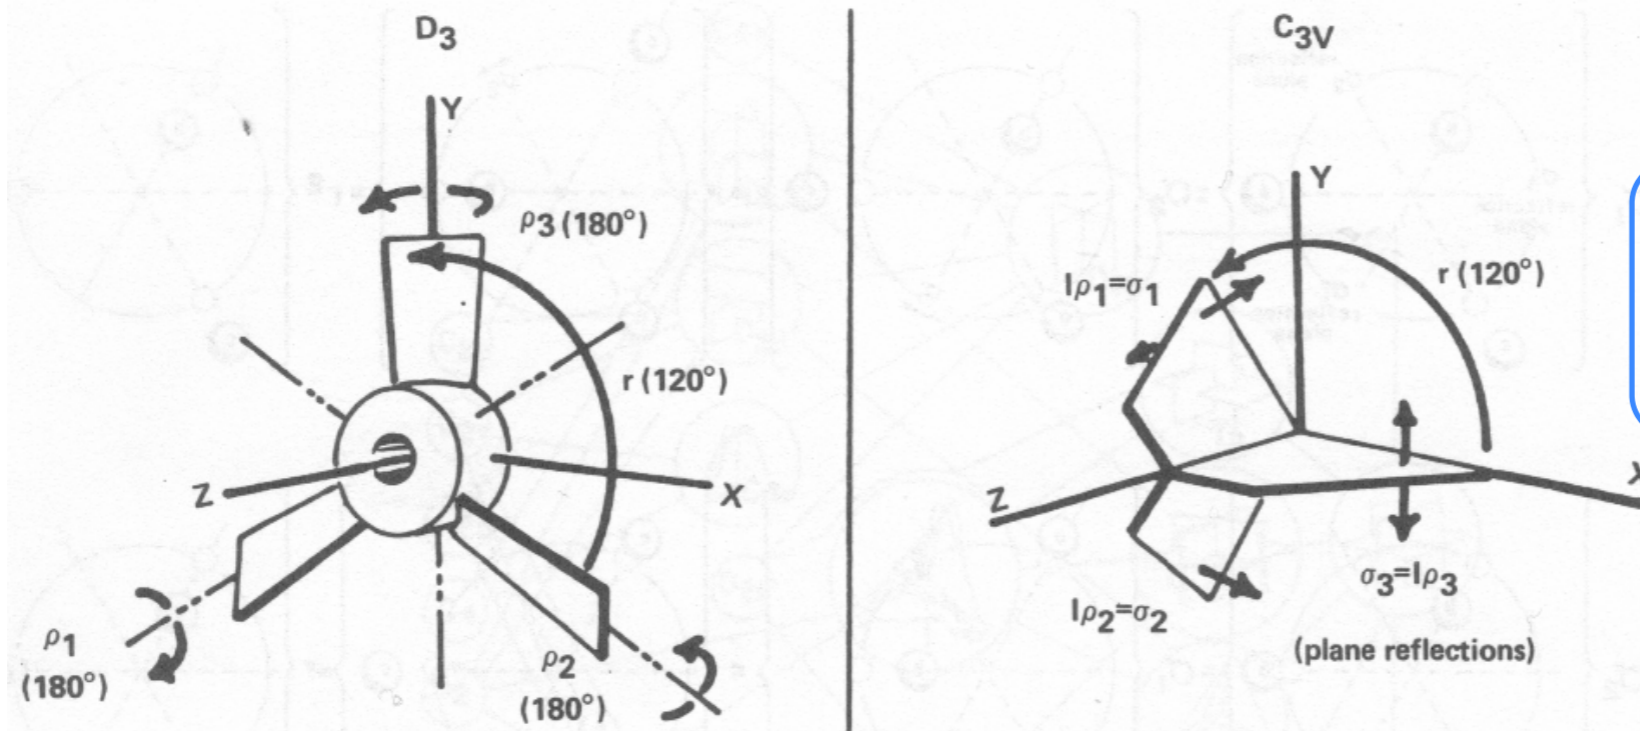 D3
Y
ρ3 (180°)
r (120°)
Z
X
ρ1
(180°)
ρ2
(180°)
C3V
Y
Iρ1=σ1
r (120°)
Z
X
σ3=Iρ3
Iρ2=σ2
(plane reflections)